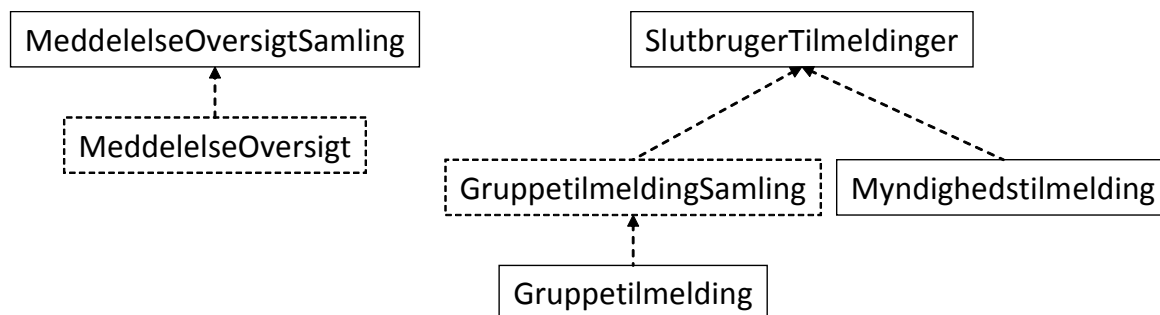 MeddelelseOversigtSamling
SlutbrugerTilmeldinger
MeddelelseOversigt
GruppetilmeldingSamling
Myndighedstilmelding
Gruppetilmelding